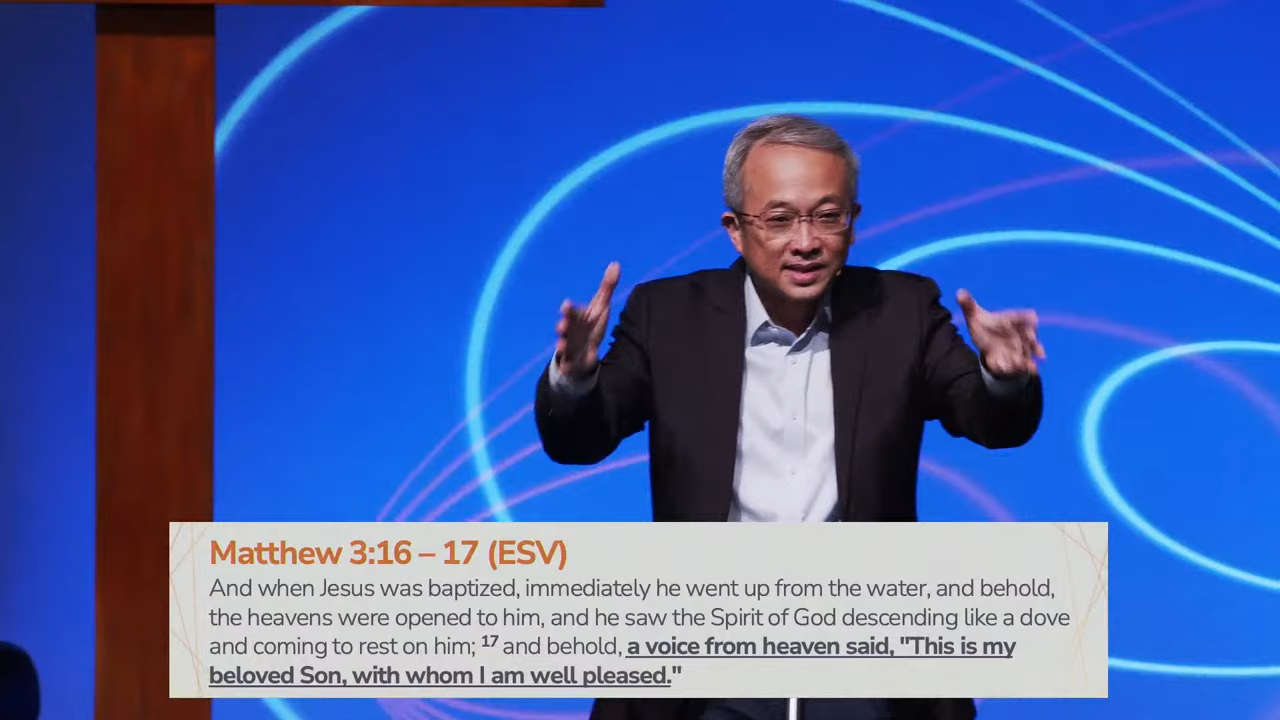 Matthew 3:16 – 17 (ESV)
And when Jesus was baptized, immediately he went up from the water, and behold,
the heavens were opened to him, and he saw the Spirit of God descending like a dove
and coming to rest on him; ¹⁷ and behold, a voice from heaven said, "This is my
beloved Son, with whom I am well pleased."